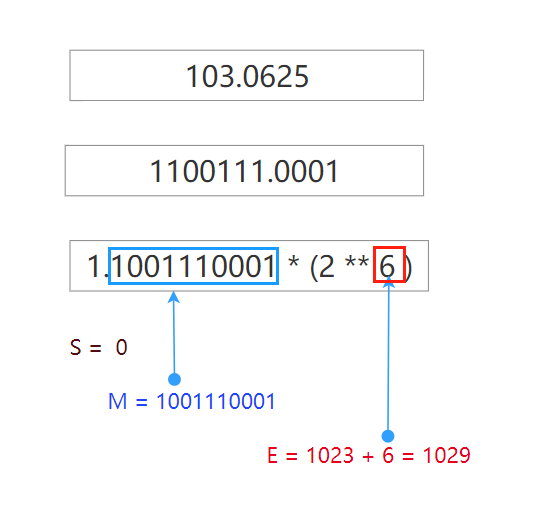 103.0625
1100111.0001
1.1001110001 * (2 ** 6 )
S = 0
M = 1001110001
E = 1023 + 6 = 1029